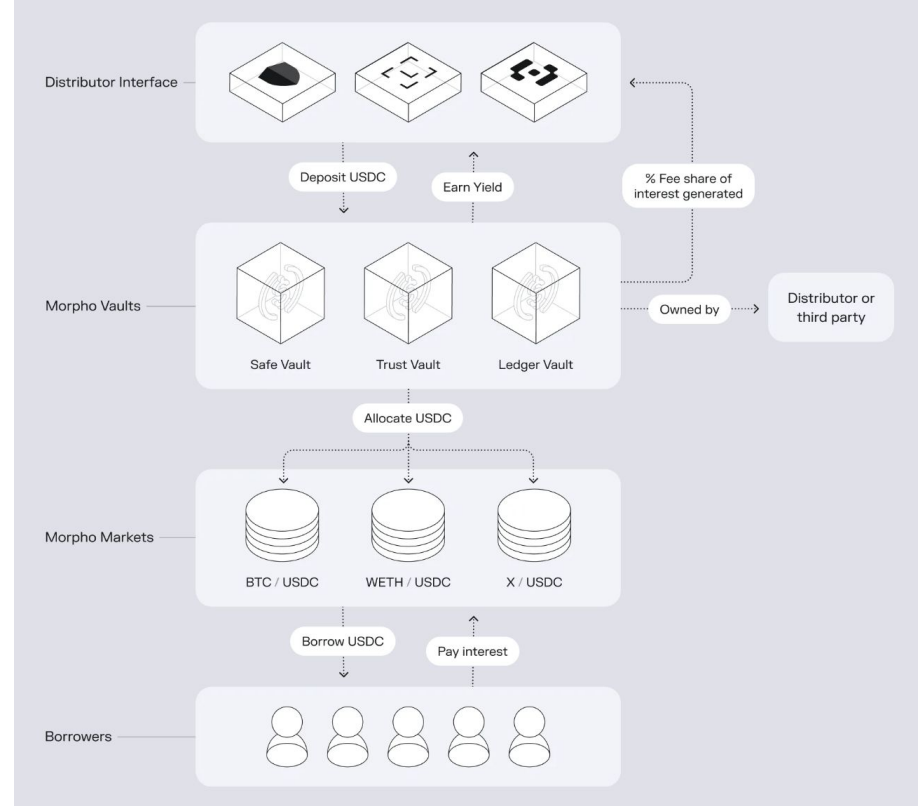 Distributor Interface
Deposit USDC
Earn Yield
% Fee share of
interest generated
Morpho Vaults
Safe Vault
Trust Vault
Ledger Vault
Owned by
Distributor or
third party
Allocate USDC
Morpho Markets
BTC / USDC
WETH / USDC
X / USDC
Borrow USDC
Pay interest
Borrowers